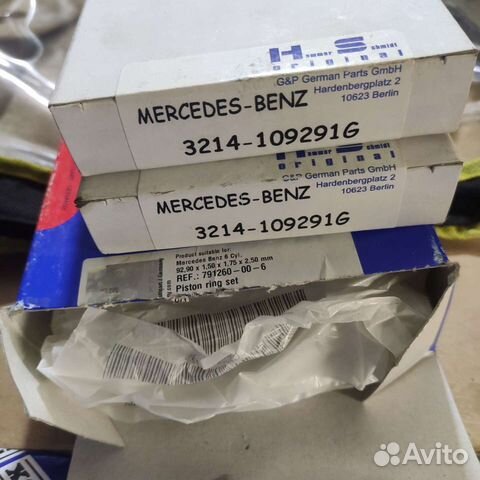 Hammer Schmidt
original
G&P German Parts GmbH
Hardenbergplatz 2
10623 Berlin
MERCEDES-BENZ
3214-109291G
original
G&P German Parts GmbH
Hardenbergplatz 2
10623 Berlin
MERCEDES-BENZ
3214-109291G
Product suitable for:
Mercedes Benz 6 Cyl.
92.90 x 1,50 x 1,75 x 2,50 mm
REF.: 791260-00-6
Piston ring set
Avito